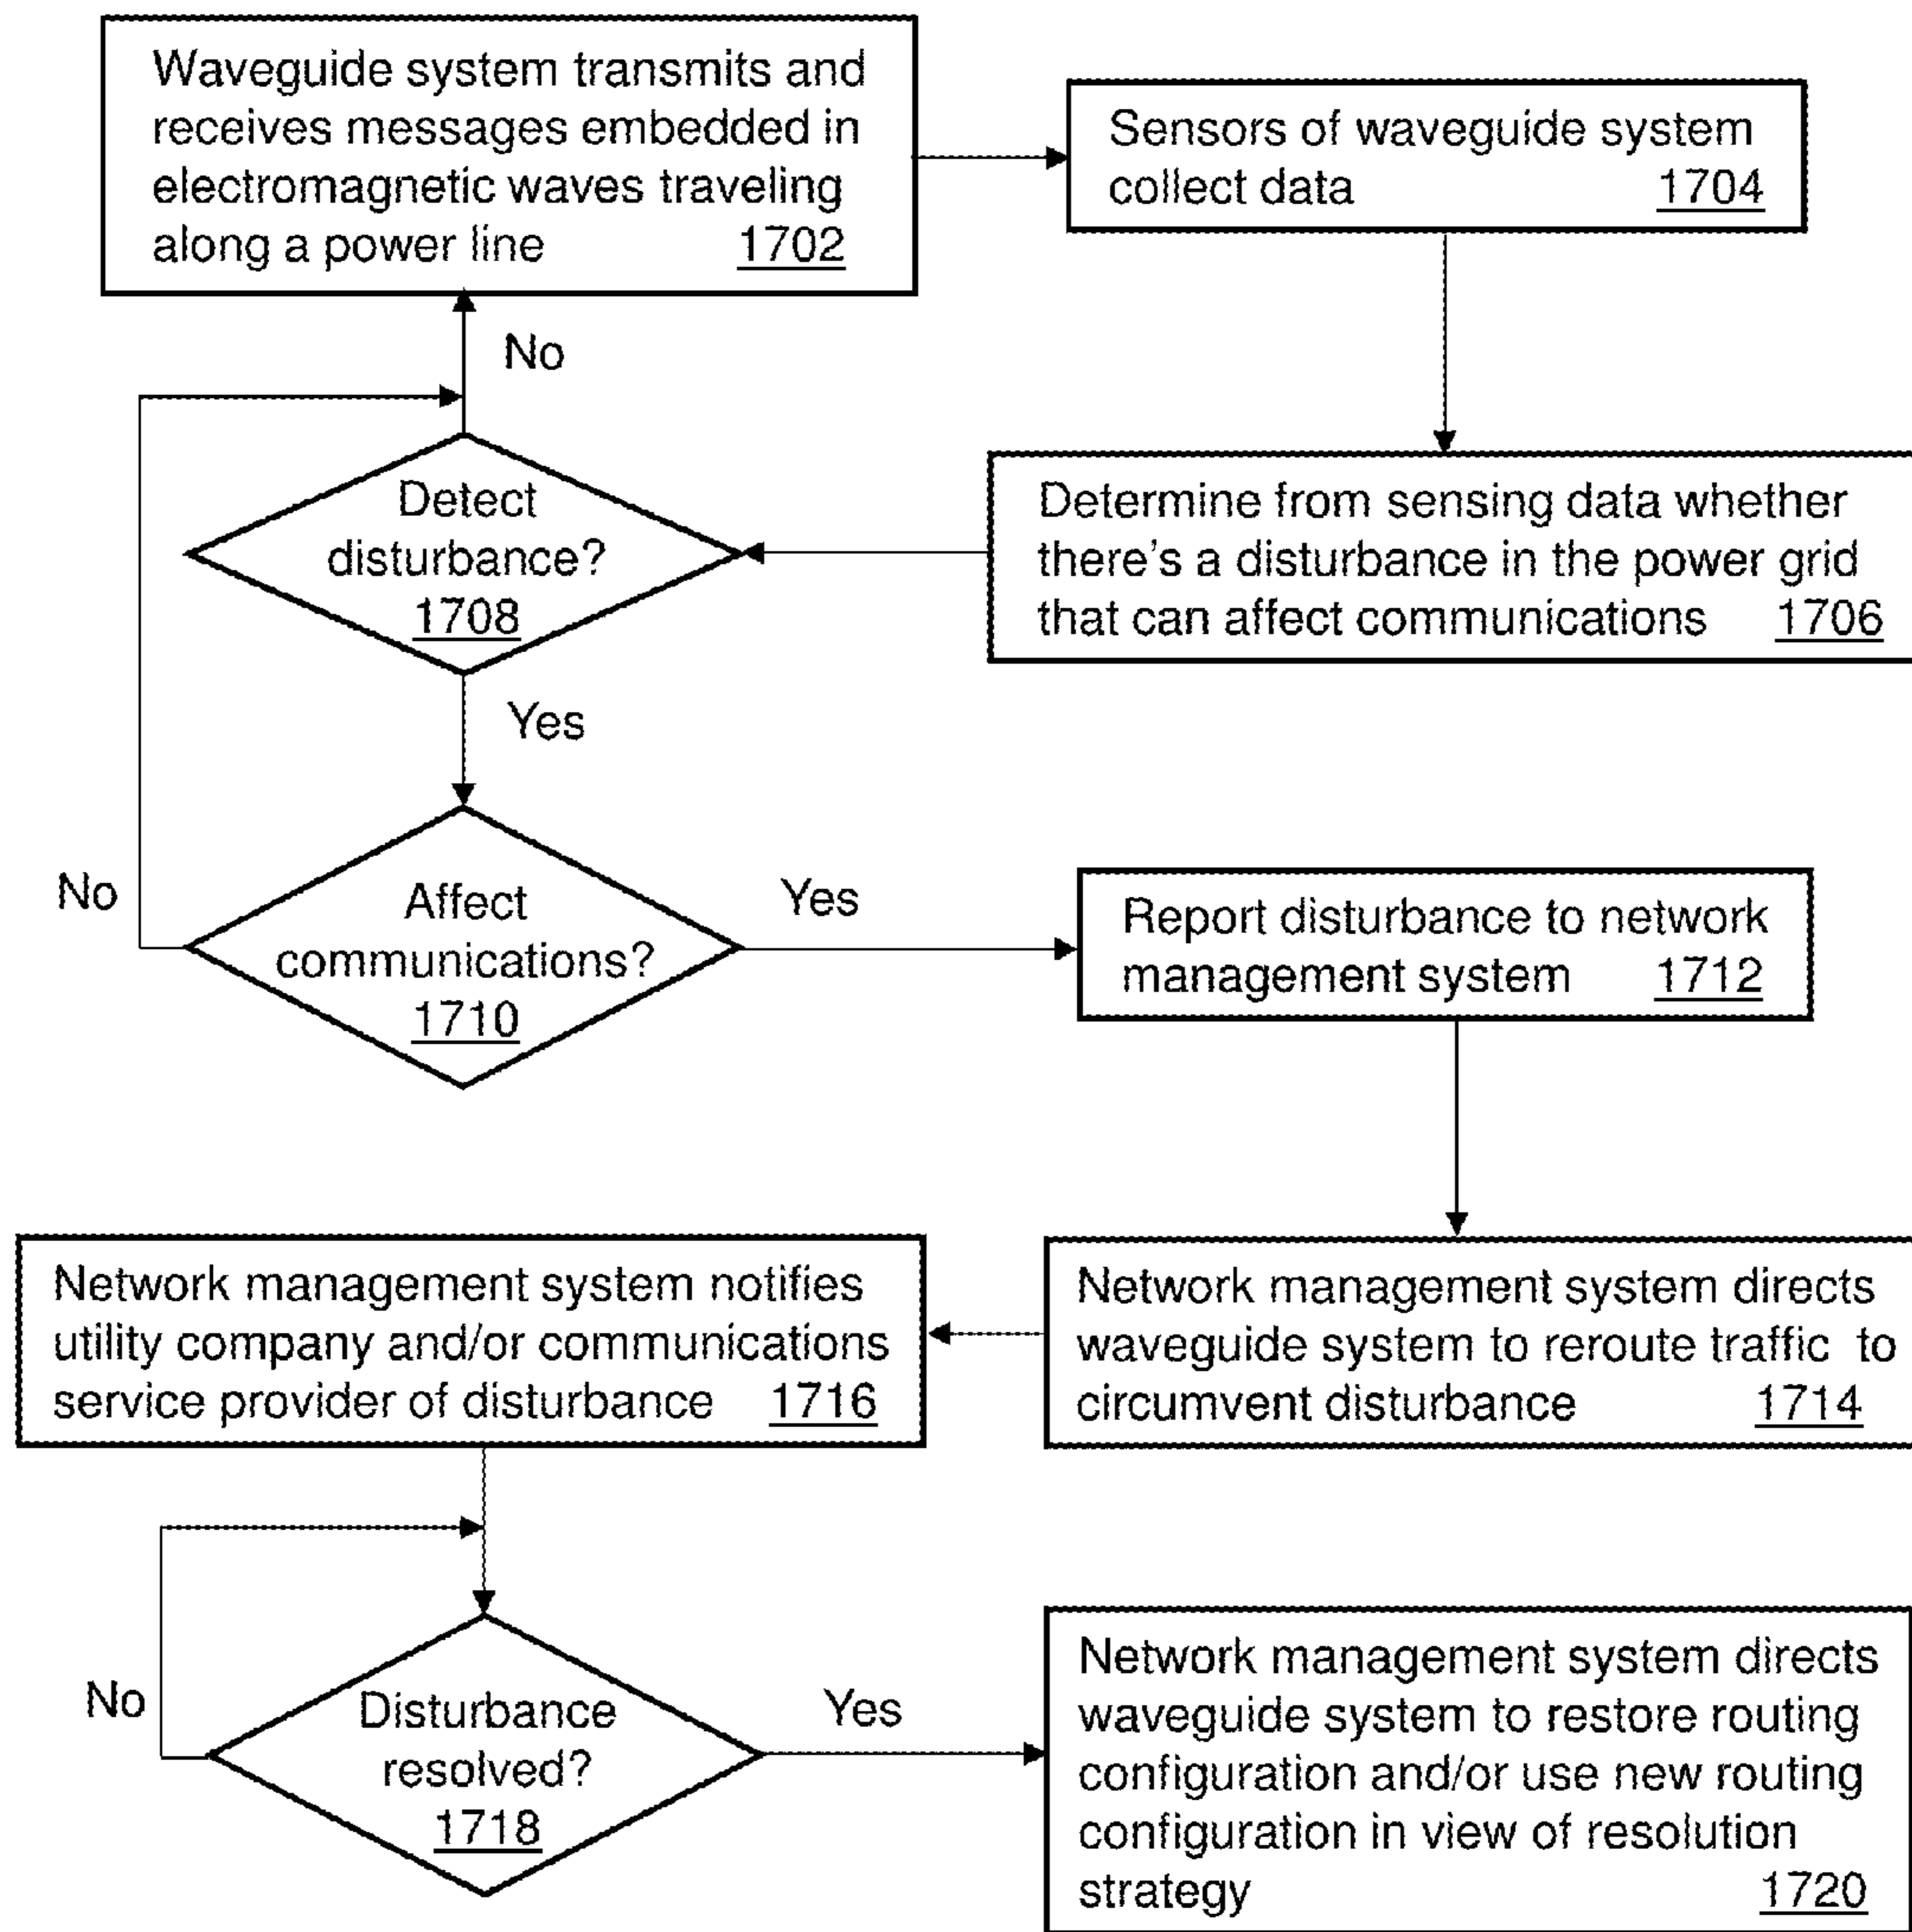 Waveguide system transmits and
receives messages embedded in
electromagnetic waves traveling
along a power line 1702
Sensors of waveguide system
collect data 1704
No
Detect
disturbance?
1708
Determine from sensing data whether
there's a disturbance in the power grid
that can affect communications 1706
Yes
No
Affect
communications?
1710
Yes
Report disturbance to network
management system 1712
Network management system notifies
utility company and/or communications
service provider of disturbance 1716
Network management system directs
waveguide system to reroute traffic to
circumvent disturbance 1714
No
Disturbance
resolved?
1718
Yes
Network management system directs
waveguide system to restore routing
configuration and/or use new routing
configuration in view of resolution
strategy 1720